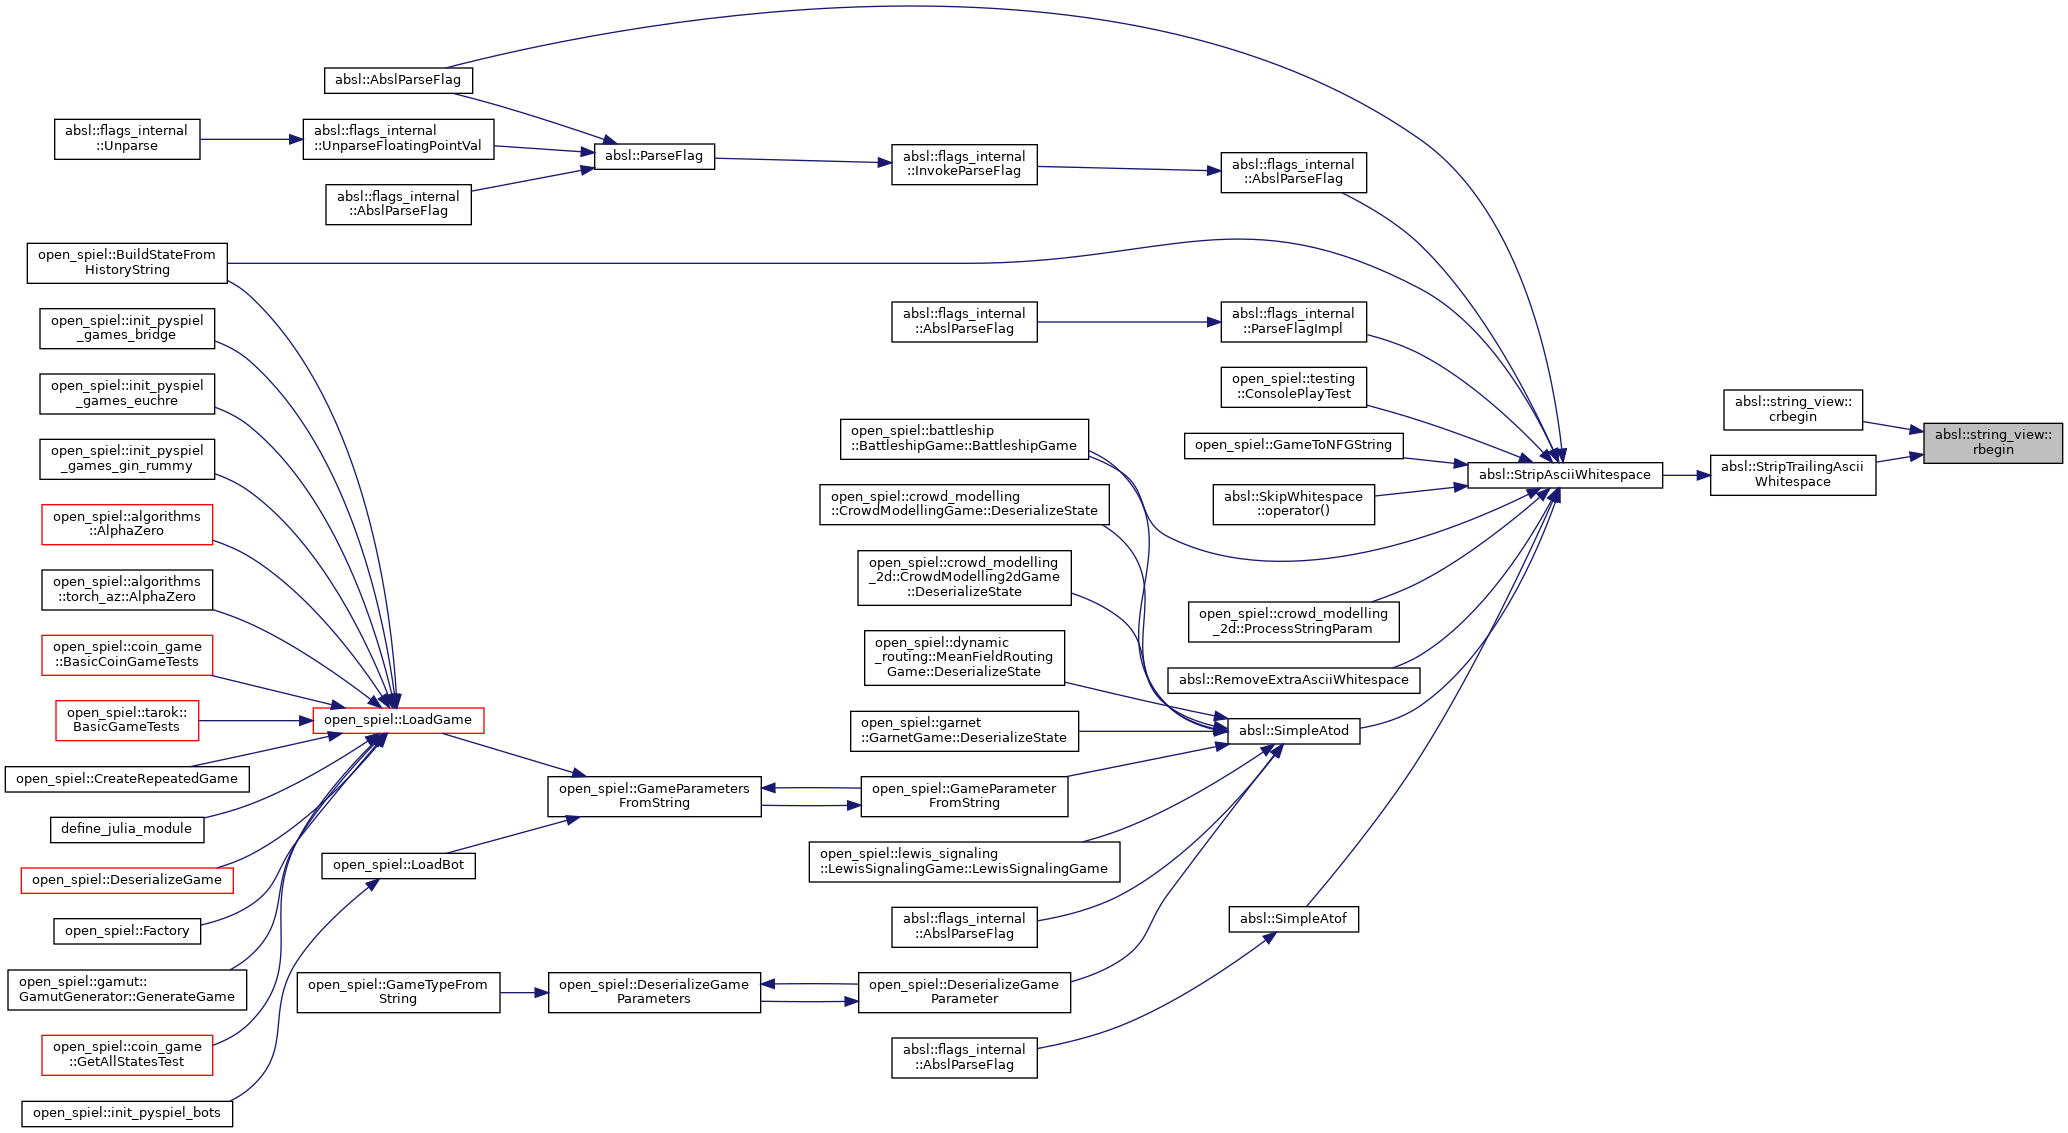 absl::AbslParseFlag
absl::flags_internal
::Unparse
absl::flags_internal
::UnparseFloatingPointVal
absl::ParseFlag
absl::flags_internal
::InvokeParseFlag
absl::flags_internal
::AbslParseFlag
absl::flags_internal
::AbslParseFlag
open_spiel::BuildStateFrom
HistoryString
open_spiel::init_pyspiel
_games_bridge
absl::flags_internal
::AbslParseFlag
absl::flags_internal
::ParseFlagImpl
open_spiel::init_pyspiel
_games_euchre
open_spiel::testing
::ConsolePlayTest
absl::string_view::
crbegin
absl::string_view::
rbegin
open_spiel::battleship
::BattleshipGame::BattleshipGame
open_spiel::GameToNFGString
open_spiel::init_pyspiel
_games_gin_rummy
absl::StripAsciiWhitespace
absl::StripTrailingAscii
Whitespace
open_spiel::crowd_modelling
::CrowdModellingGame::DeserializeState
absl::SkipWhitespace
::operator()
open_spiel::algorithms
::AlphaZero
open_spiel::crowd_modelling
_2d::CrowdModelling2dGame
::DeserializeState
open_spiel::algorithms
::torch_az::AlphaZero
open_spiel::crowd_modelling
_2d::ProcessStringParam
open_spiel::dynamic
_routing::MeanFieldRouting
Game::DeserializeState
open_spiel::coin_game
::BasicCoinGameTests
absl::RemoveExtraAsciiWhitespace
open_spiel::tarok::
BasicGameTests
open_spiel::LoadGame
open_spiel::garnet
::GarnetGame::DeserializeState
absl::SimpleAtod
open_spiel::CreateRepeatedGame
open_spiel::GameParameters
FromString
open_spiel::GameParameter
FromString
define_julia_module
open_spiel::LoadBot
open_spiel::lewis_signaling
::LewisSignalingGame::LewisSignalingGame
open_spiel::DeserializeGame
open_spiel::Factory
absl::flags_internal
::AbslParseFlag
absl::SimpleAtof
open_spiel::gamut::
GamutGenerator::GenerateGame
open_spiel::GameTypeFrom
String
open_spiel::DeserializeGame
Parameters
open_spiel::DeserializeGame
Parameter
open_spiel::coin_game
::GetAllStatesTest
absl::flags_internal
::AbslParseFlag
open_spiel::init_pyspiel_bots